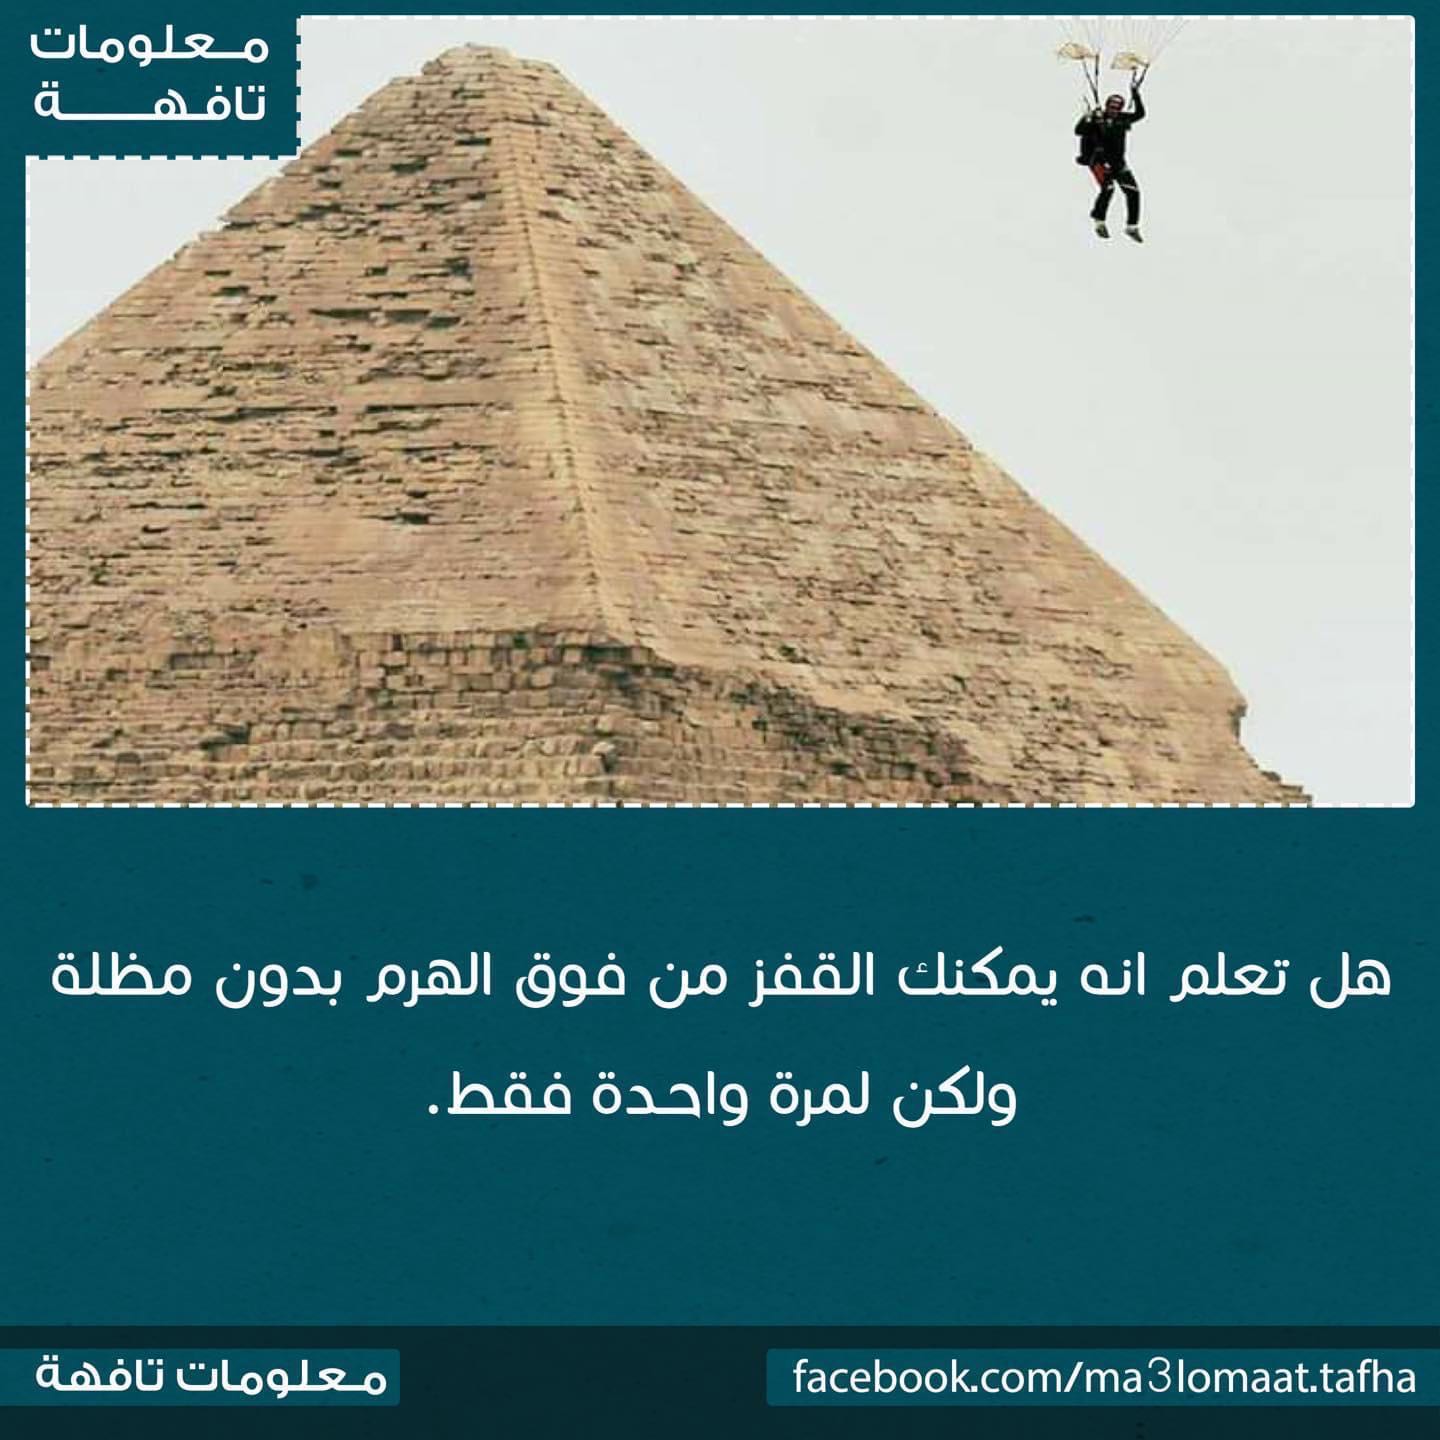 معلومات
تافهة
هل تعلم انه يمكنك القفز من فوق الهرم بدون مظلة
ولكن لمرة واحدة فقط.
معلومات تافهة
facebook.com/ma3lomaat.tafha